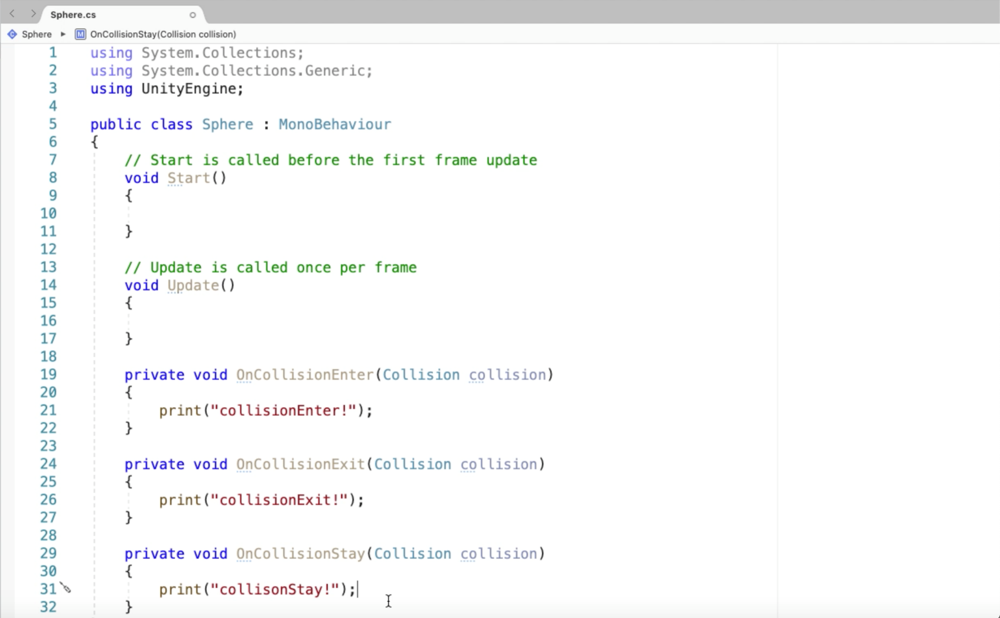 Sphere.cs
Sphere ▸ M OnCollisionStay(Collision collision)
1 using System.Collections;
2 using System.Collections.Generic;
3 using UnityEngine;
4
5 public class Sphere : MonoBehaviour
6 {
7 // Start is called before the first frame update
8 void Start()
9 {
10
11 }
12
13 // Update is called once per frame
14 void Update()
15 {
16
17 }
18
19 private void OnCollisionEnter(Collision collision)
20 {
21 print("collisionEnter!");
22 }
23
24 private void OnCollisionExit(Collision collision)
25 {
26 print("collisionExit!");
27 }
28
29 private void OnCollisionStay(Collision collision)
30 {
31 print("collisonStay!");
32 }